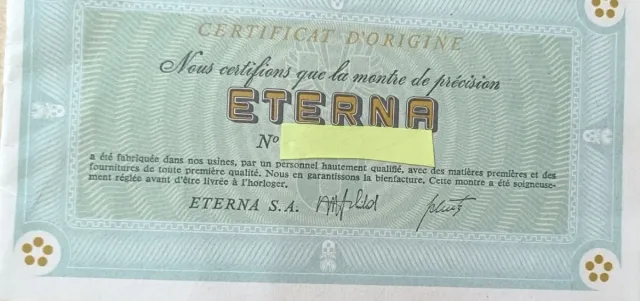 CERTIFICAT D'ORIGINE
Nous certifions que la montre de précision
ETERNA
No
a été fabriquée dans nos usines, par un personnel hautement qualifié, avec des matières premières et des
fournitures de toute première qualité. Nous en garantissons la bienfacture. Cette montre a été soigneuse-
ment réglée avant d'être livrée à l'horloger.
ETERNA S.A.